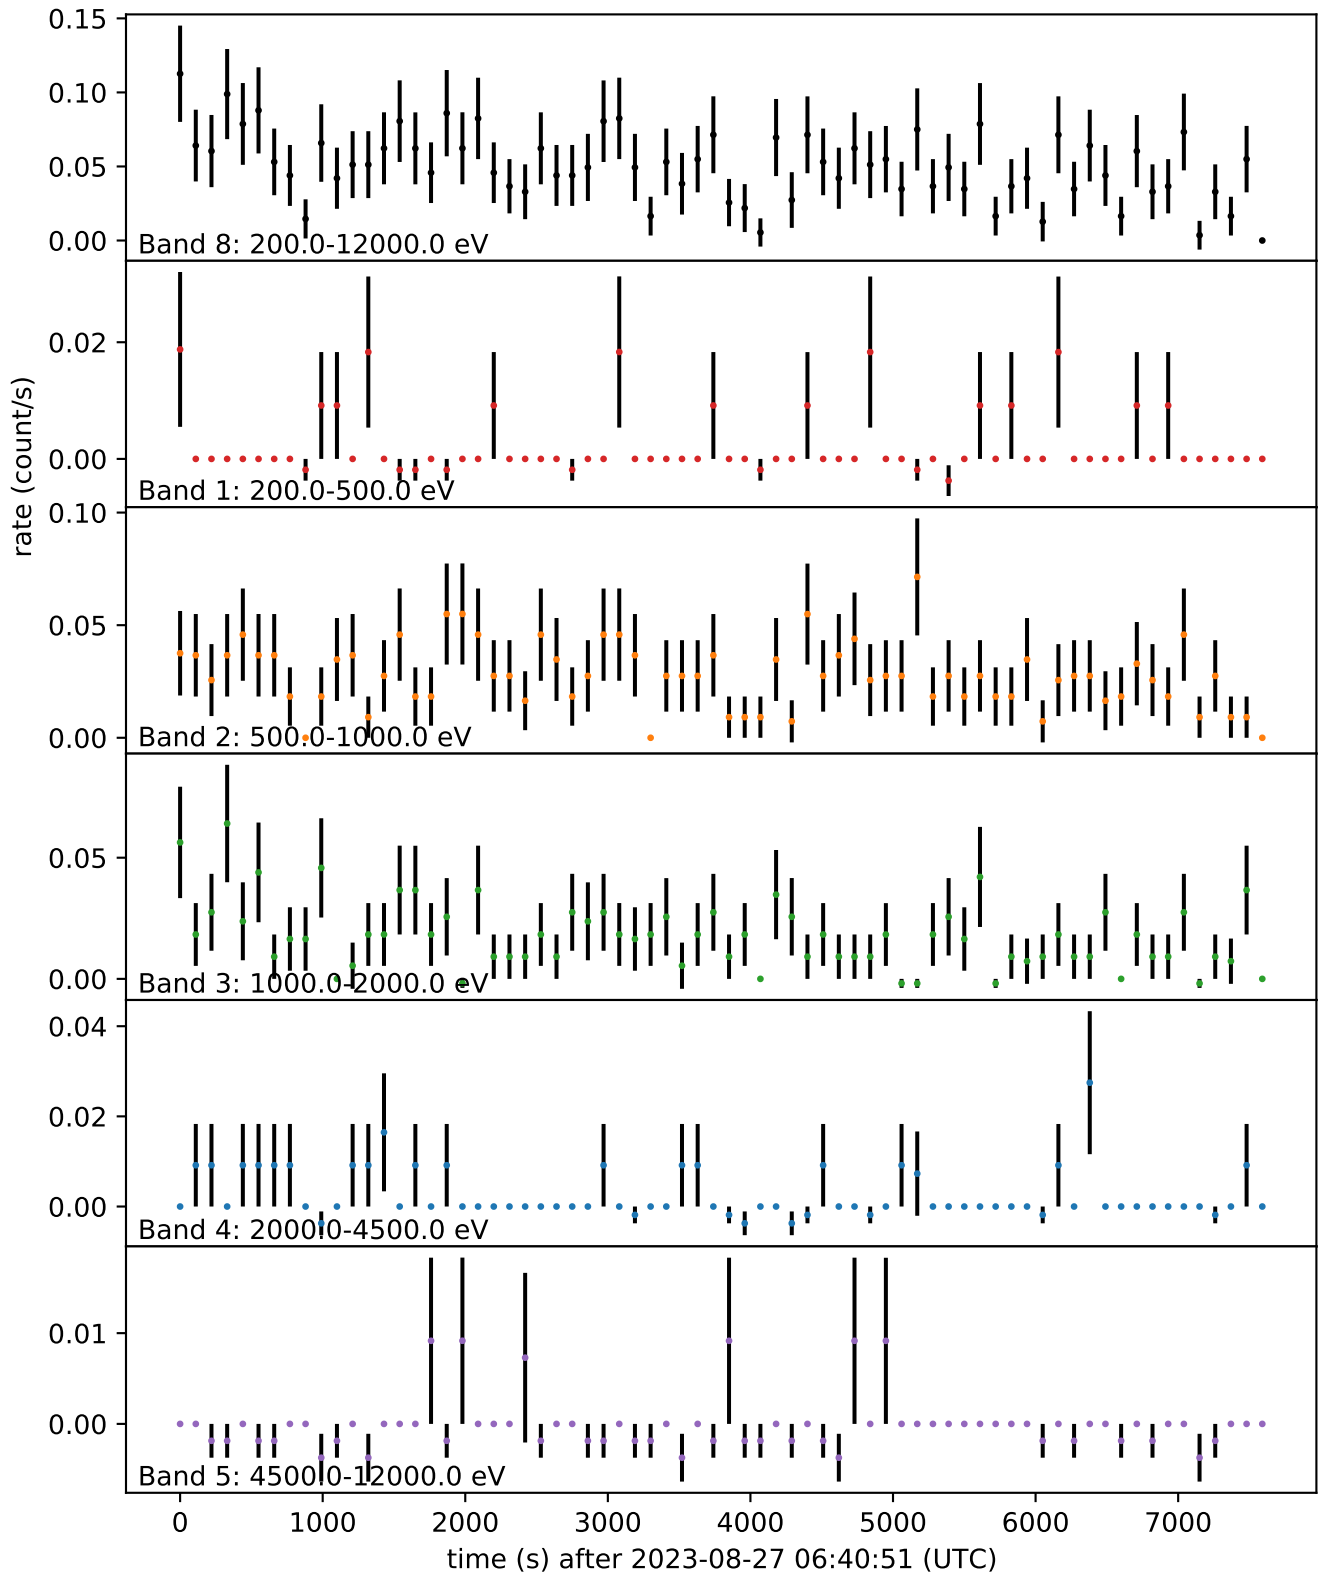 0.15
0.10
0.05
0.00
Band 8: 200.0-12000.0 eV
0.02
0.00
Band 1: 200.0-500.0 eV
rate (count/s)
0.10
0.05
0.00
Band 2: 500.0-1000.0 eV
0.05
0.00
Band 3: 1000.0-2000.0 eV
0.04
0.02
0.00
Band 4: 2000.0-4500.0 eV
0.01
0.00
Band 5: 4500.0-12000.0 eV
0 1000 2000 3000 4000 5000 6000 7000
time (s) after 2023-08-27 06:40:51 (UTC)